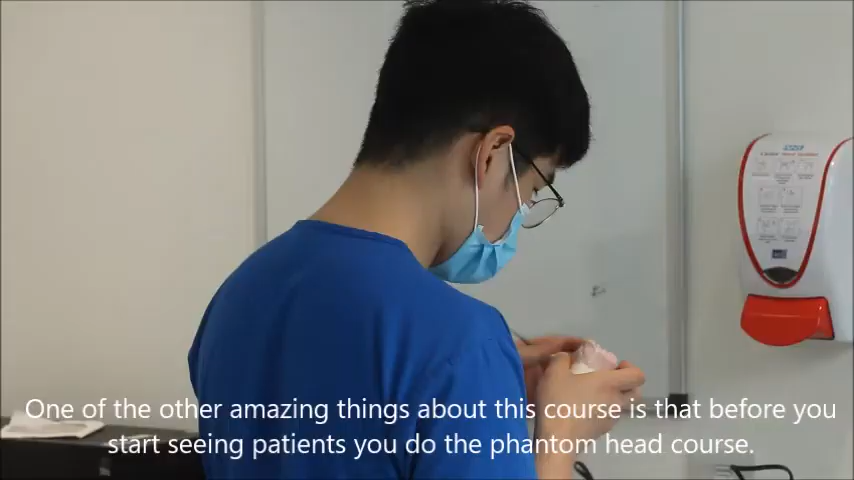 One of the other amazing things about this course is that before you
start seeing patients you do the phantom head course.